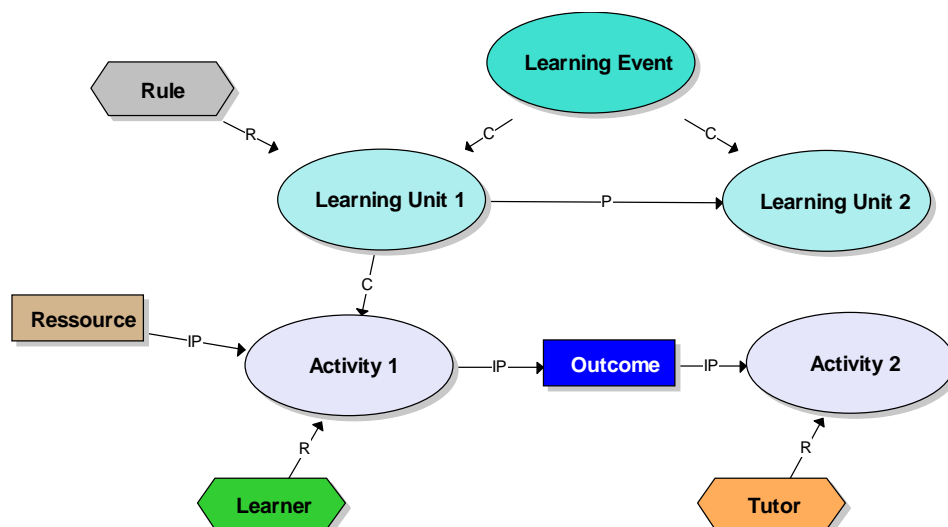 Learning Event
Rule
R
C
C
Learning Unit 1
P
Learning Unit 2
C
Ressource
IP
Activity 1
IP
Outcome
IP
Activity 2
R
R
Learner
Tutor